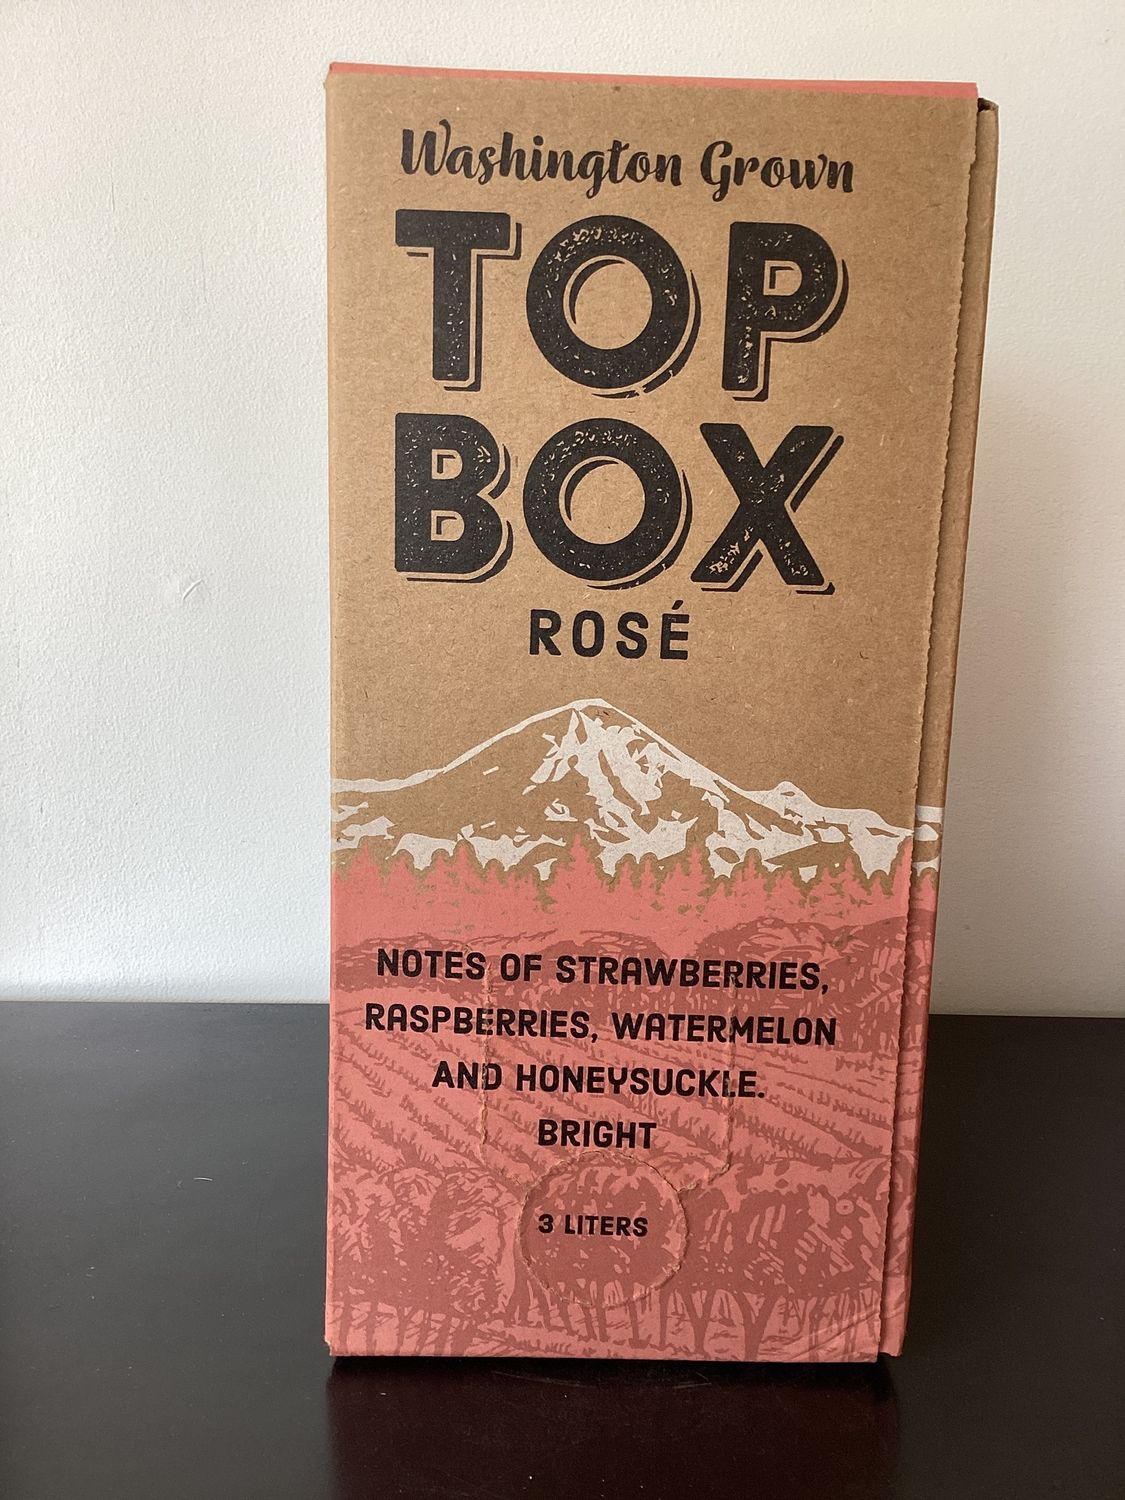 Washington Grown
TOP
BOX
ROSÉ
NOTES OF STRAWBERRIES,
RASPBERRIES, WATERMELON
AND HONEYSUCKLE.
BRIGHT
3 LITERS